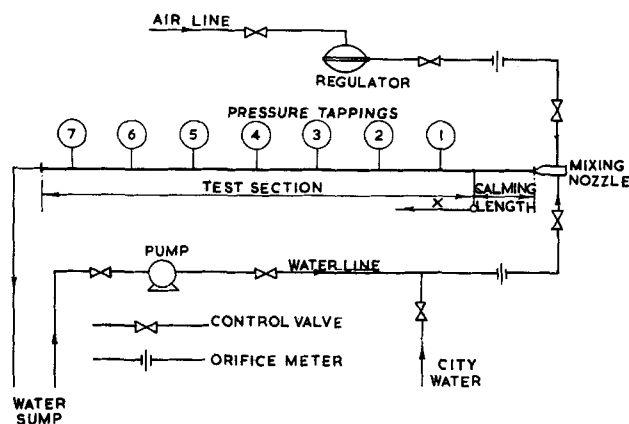 AIR LINE
REGULATOR
PRESSURE TAPPINGS
7 6 5 4 3 2 1
MIXING
NOZZLE
TEST SECTION
CALMING
LENGTH
X
PUMP
WATER LINE
CONTROL VALVE
ORIFICE METER
CITY
WATER
WATER
SUMP